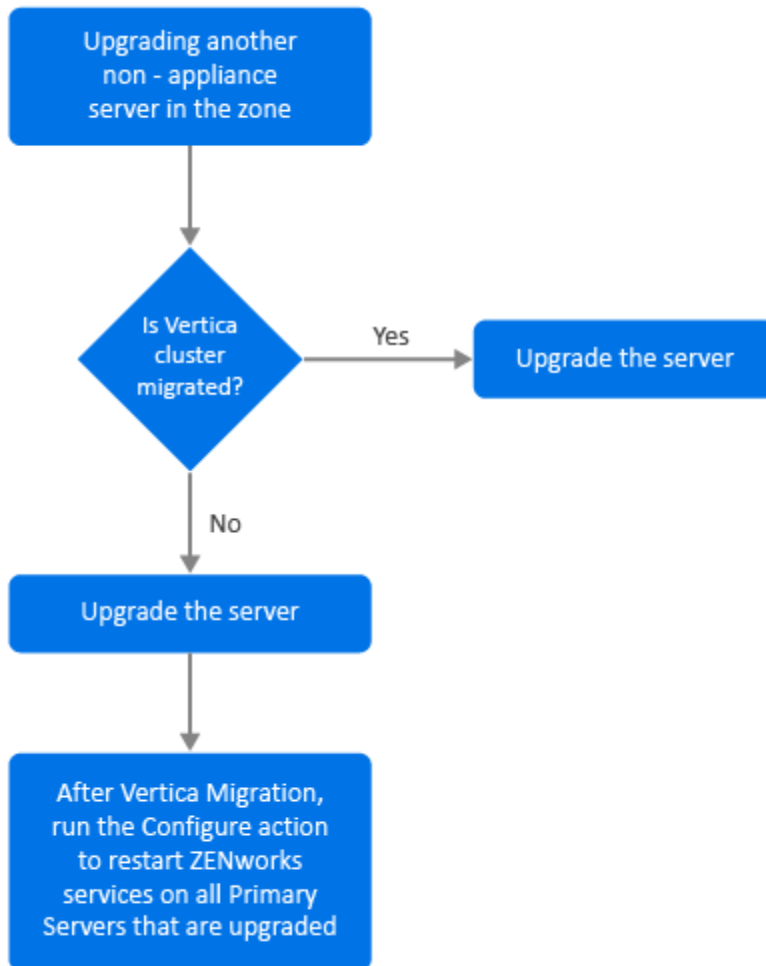 Upgrading another
non - appliance
server in the zone
Is Vertica
cluster
migrated?
Yes
Upgrade the server
No
Upgrade the server
After Vertica Migration,
run the Configure action
to restart ZENworks
services on all Primary
Servers that are upgraded